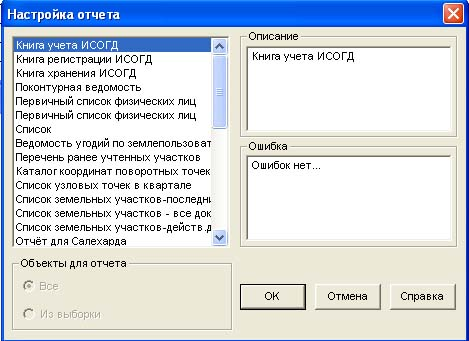 Настройка отчета
Книга учета ИСОГД
Книга регистрации ИСОГД
Книга хранения ИСОГД
Поконтурная ведомость
Первичный список физических лиц
Первичный список физических лиц
Список
Ведомость угодий по землепользоват
Перечень ранее учтенных участков
Каталог координат поворотных точек
Список узловых точек в квартале
Список земельных участков-последни
Список земельных участков - все док
Список земельных участков-действ.д
Отчёт для Салехарда
Описание
Книга учета ИСОГД
Ошибка
Ошибок нет...
Объекты для отчета
Все
Из выборки
OK
Отмена
Справка